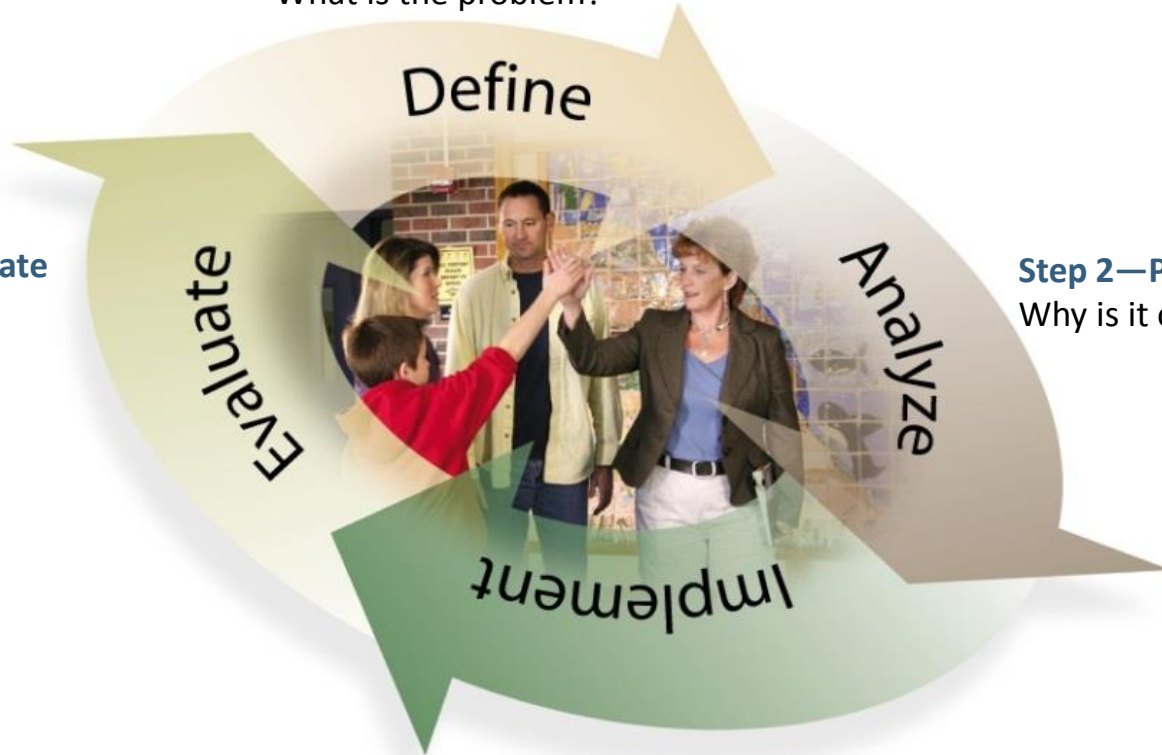 What is the problem?
Define
Analyze
Step 2—P
Why is it
Implement
Evaluate
ate